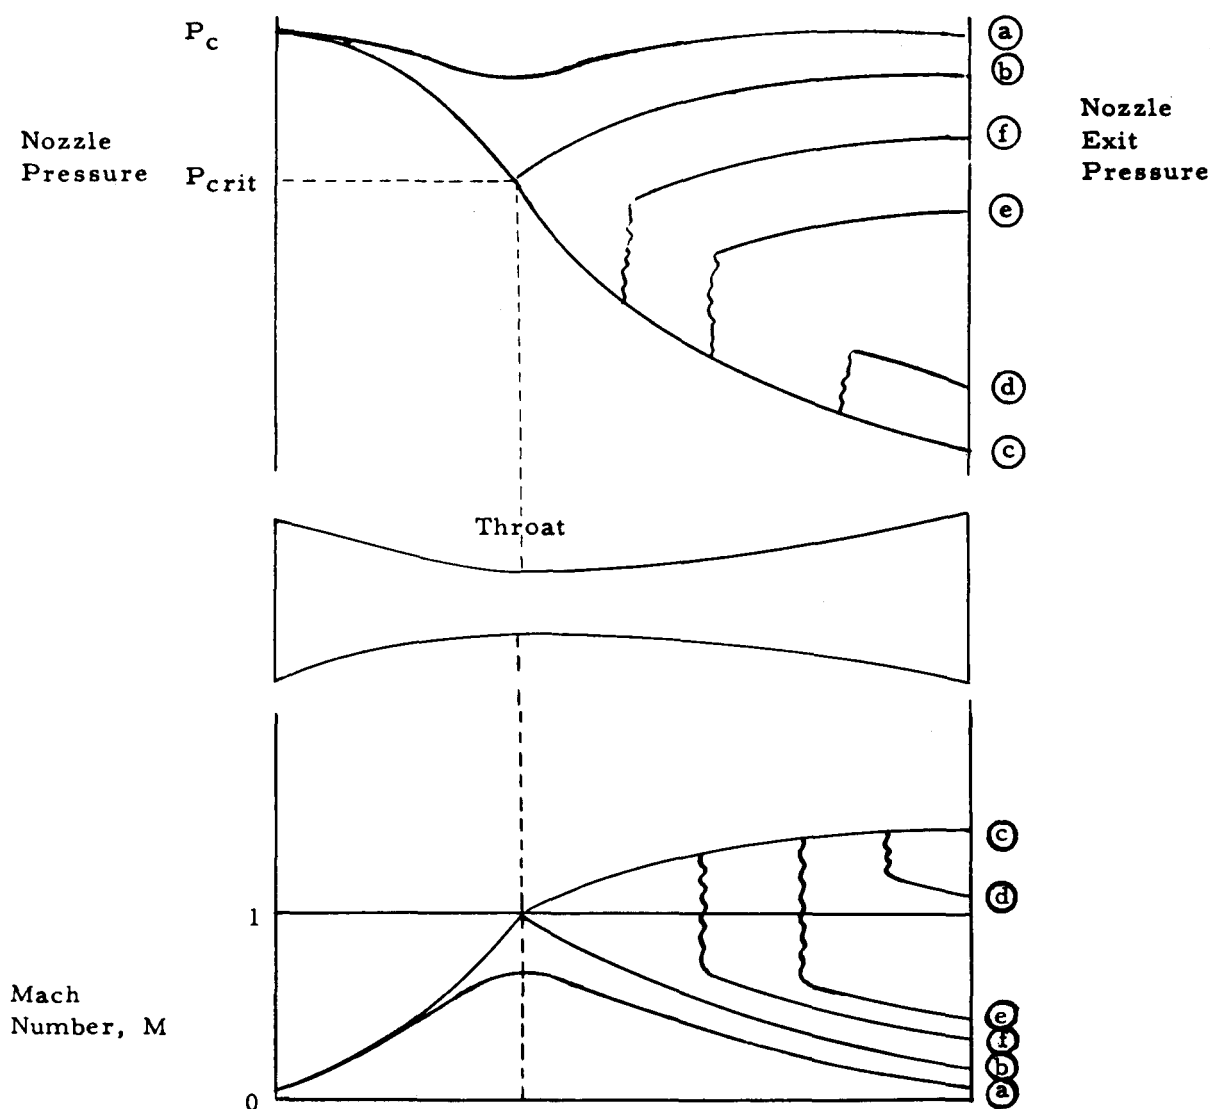 Pc
a
b
Nozzle
Exit
Pressure
Nozzle
Pressure
f
Pcrit
e
d
c
Throat
c
d
1
Mach
Number, M
e
f
b
a
0